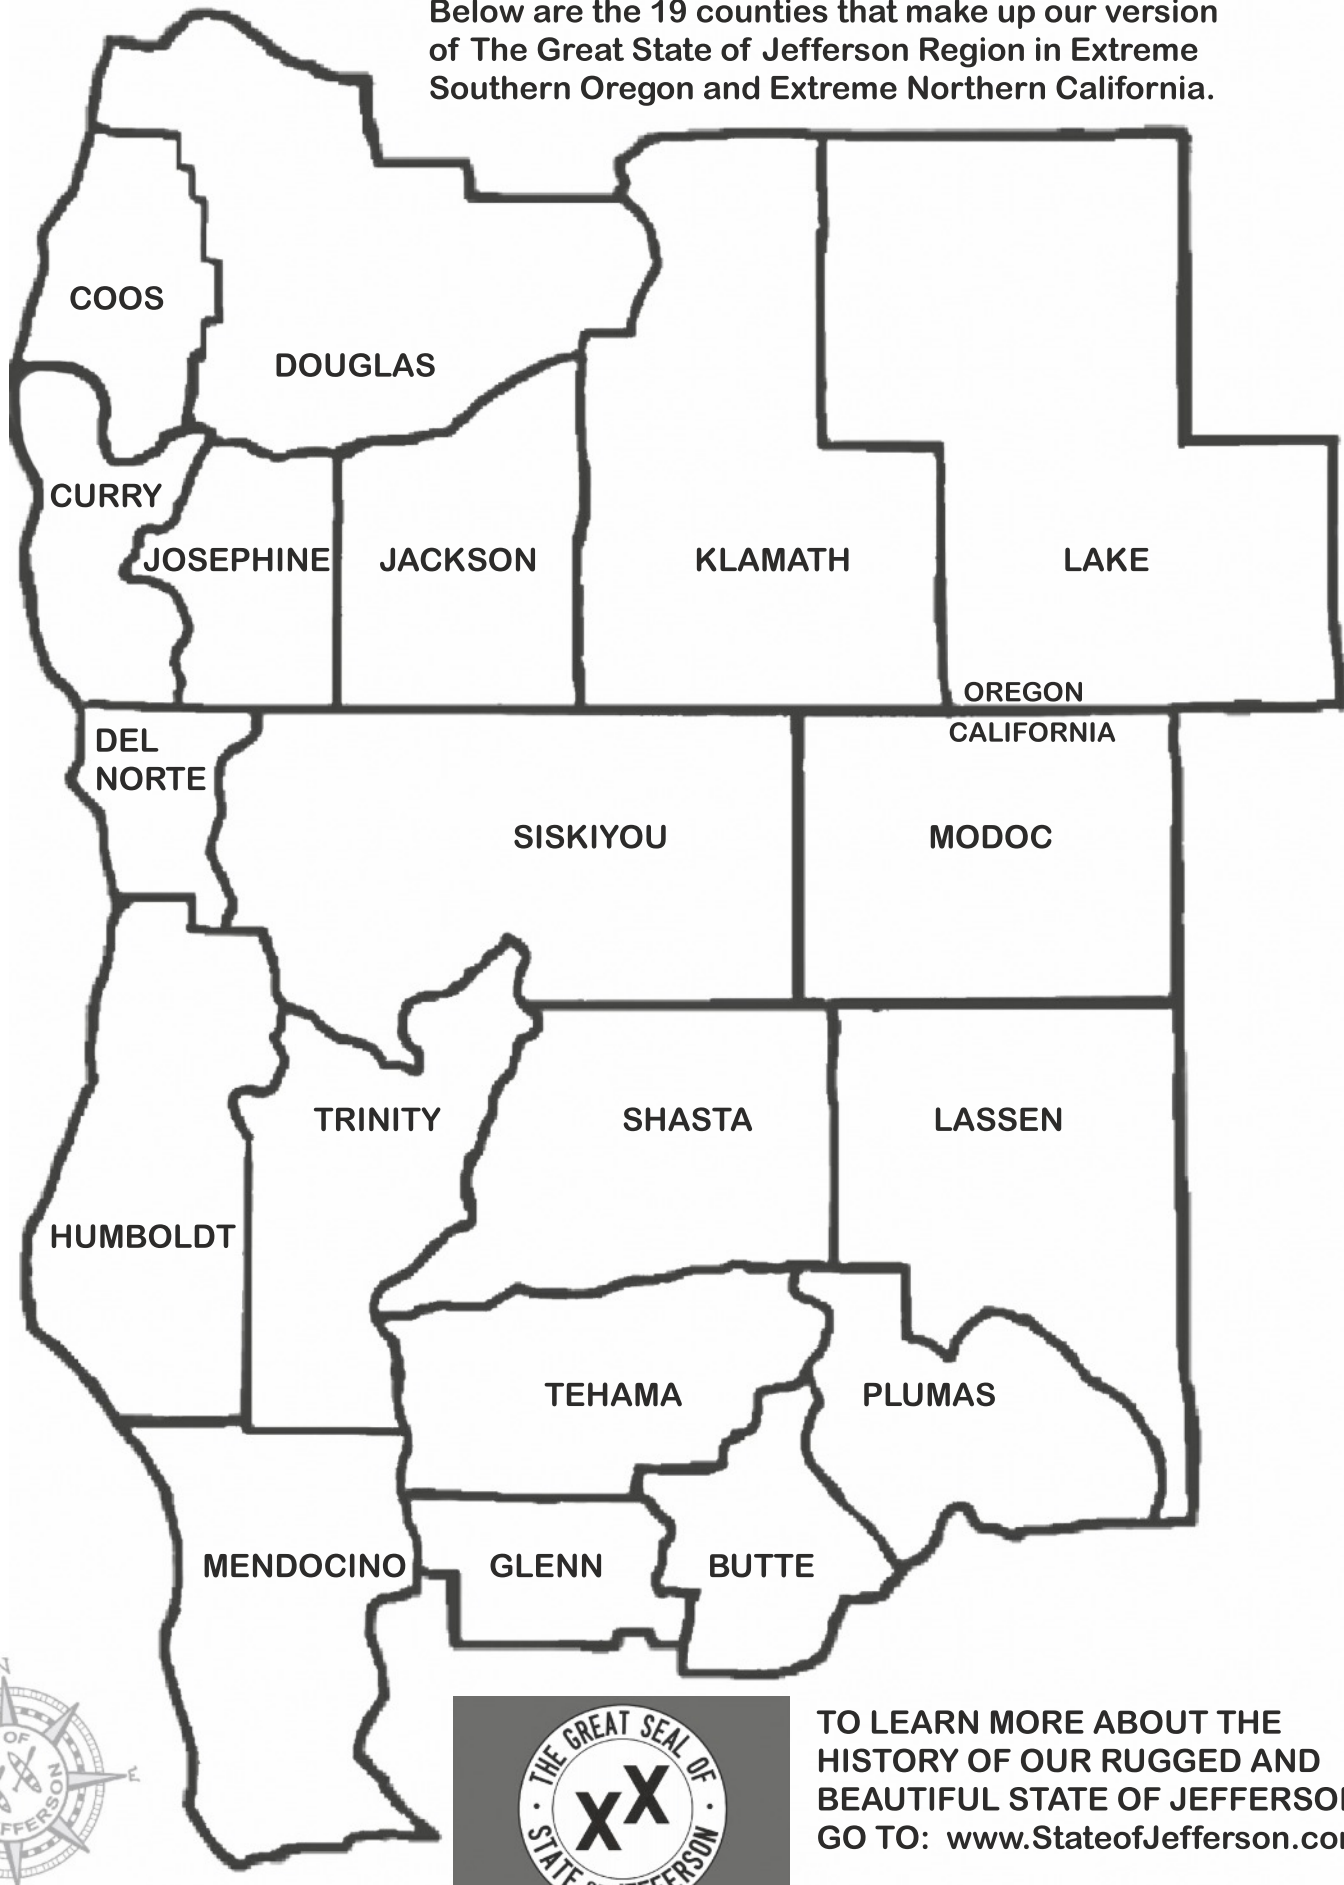 Below are the 19 counties that make up our version
of The Great State of Jefferson Region in Extreme
Southern Oregon and Extreme Northern California.
COOS
DOUGLAS
CURRY
JOSEPHINE
JACKSON
KLAMATH
LAKE
OREGON
CALIFORNIA
DEL
NORTE
SISKIYOU
MODOC
TRINITY
SHASTA
LASSEN
HUMBOLDT
TEHAMA
PLUMAS
MENDOCINO
GLENN
BUTTE
N
OF
E
THE GREAT SEAL OF
XX
STATE
TO LEARN MORE ABOUT THE
HISTORY OF OUR RUGGED AND
BEAUTIFUL STATE OF JEFFERSO
GO TO: www.StateofJefferson.co